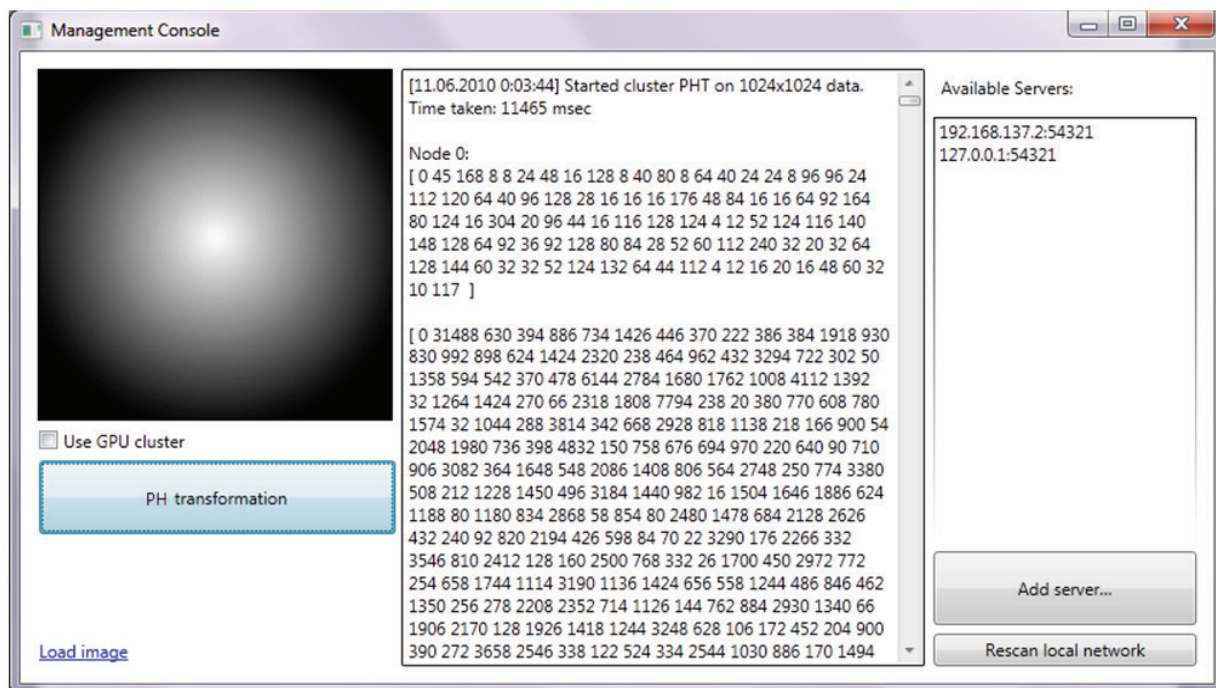 Management Console
[11.06.2010 0:03:44] Started cluster PHT on 1024x1024 data.
Time taken: 11465 msec
Node 0:
[ 0 45 168 8 8 24 48 16 128 8 40 80 8 64 40 24 24 8 96 96 24
112 120 64 40 96 128 28 16 16 16 176 48 84 16 16 64 92 164
80 124 16 304 20 96 44 16 116 128 124 4 12 52 124 116 140
148 128 64 92 36 92 128 80 84 28 52 60 112 240 32 20 32 64
128 144 60 32 32 52 124 132 64 44 112 4 12 16 20 16 48 60 32
10 117 ]
[ 0 31488 630 394 886 734 1426 446 370 222 386 384 1918 930
830 992 898 624 1424 2320 238 464 962 432 3294 722 302 50
1358 594 542 370 478 6144 2784 1680 1762 1008 4112 1392
32 1264 1424 270 66 2318 1808 7794 238 20 380 770 608 780
1574 32 1044 288 3814 342 668 2928 818 1138 218 166 900 54
2048 1980 736 398 4832 150 758 676 694 970 220 640 90 710
906 3082 364 1648 548 2086 1408 806 564 2748 250 774 3380
508 212 1228 1450 496 3184 1440 982 16 1504 1646 1886 624
1188 80 1180 834 2868 58 854 80 2480 1478 684 2128 2626
432 240 92 820 2194 426 598 84 70 22 3290 176 2266 332
3546 810 2412 128 160 2500 768 332 26 1700 450 2972 772
254 658 1744 1114 3190 1136 1424 656 558 1244 486 846 462
1350 256 278 2208 2352 714 1126 144 762 884 2930 1340 66
1906 2170 128 1926 1418 1244 3248 628 106 172 452 204 900
390 272 3658 2546 338 122 524 334 2544 1030 886 170 1494
Use GPU cluster
PH transformation
Load image
Available Servers:
192.168.137.2:54321
127.0.0.1:54321
Add server...
Rescan local network